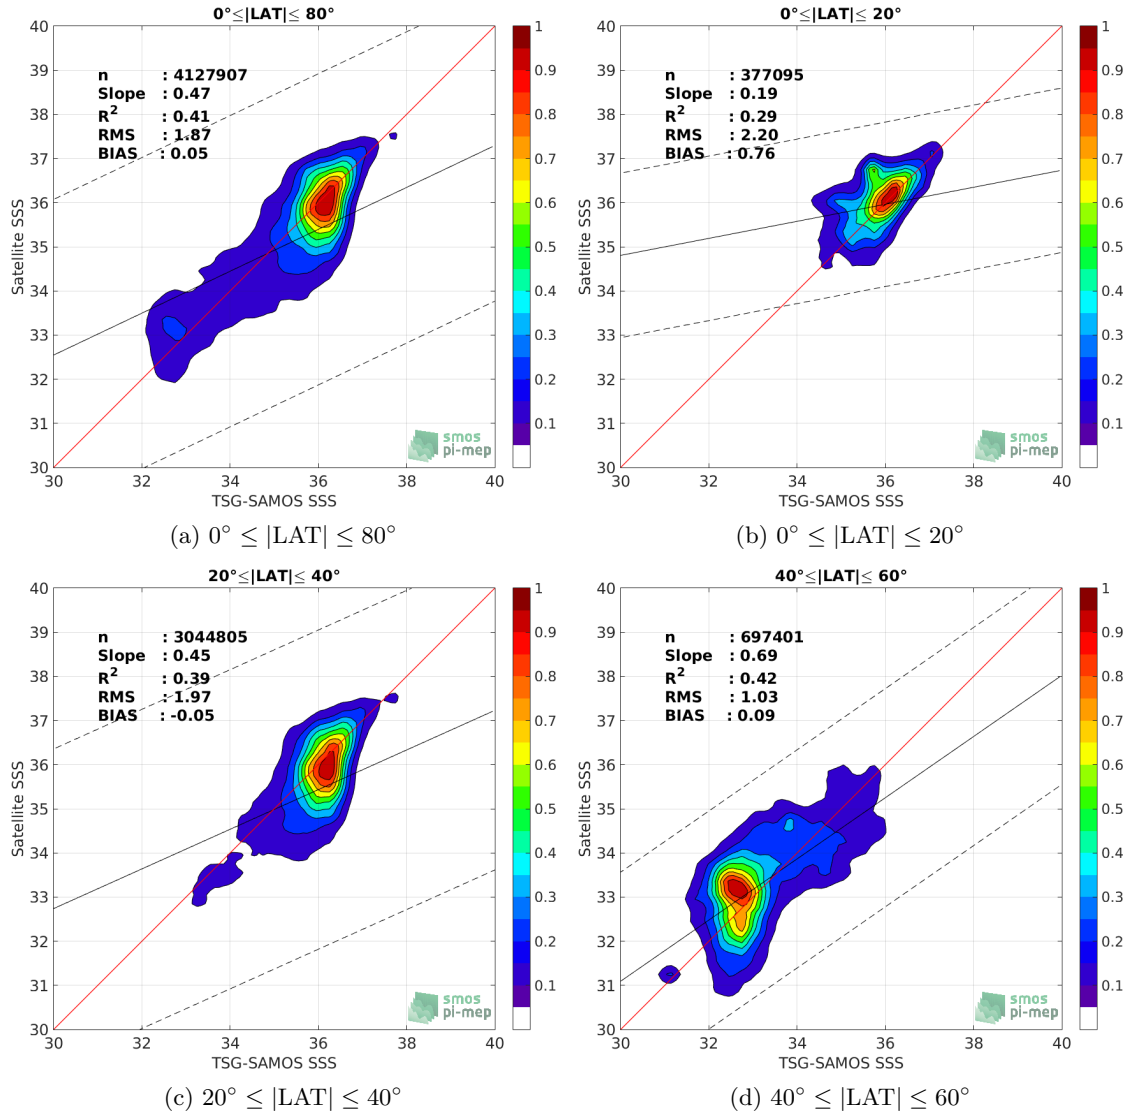 0°≤|LAT|≤ 80°
n : 4127907
Slope : 0.47
R2 : 0.41
RMS : 1.87
BIAS : 0.05
Satellite SSS
40
39
38
37
36
35
34
33
32
31
30
30 32 34 36 38 40
TSG-SAMOS SSS
1
0.9
0.8
0.7
0.6
0.5
0.4
0.3
0.2
0.1
smos
pi-mep
(a) 0° ≤ |LAT| ≤ 80°
0°≤|LAT|≤ 20°
n : 377095
Slope : 0.19
R2 : 0.29
RMS : 2.20
BIAS : 0.76
Satellite SSS
40
39
38
37
36
35
34
33
32
31
30
30 32 34 36 38 40
TSG-SAMOS SSS
1
0.9
0.8
0.7
0.6
0.5
0.4
0.3
0.2
0.1
smos
pi-mep
(b) 0° ≤ |LAT| ≤ 20°
20°≤|LAT|≤ 40°
n : 3044805
Slope : 0.45
R2 : 0.39
RMS : 1.97
BIAS : -0.05
Satellite SSS
40
39
38
37
36
35
34
33
32
31
30
30 32 34 36 38 40
TSG-SAMOS SSS
1
0.9
0.8
0.7
0.6
0.5
0.4
0.3
0.2
0.1
smos
pi-mep
(c) 20° ≤ |LAT| ≤ 40°
40°≤|LAT|≤ 60°
n : 697401
Slope : 0.69
R2 : 0.42
RMS : 1.03
BIAS : 0.09
Satellite SSS
40
39
38
37
36
35
34
33
32
31
30
30 32 34 36 38 40
TSG-SAMOS SSS
1
0.9
0.8
0.7
0.6
0.5
0.4
0.3
0.2
0.1
smos
pi-mep
(d) 40° ≤ |LAT| ≤ 60°